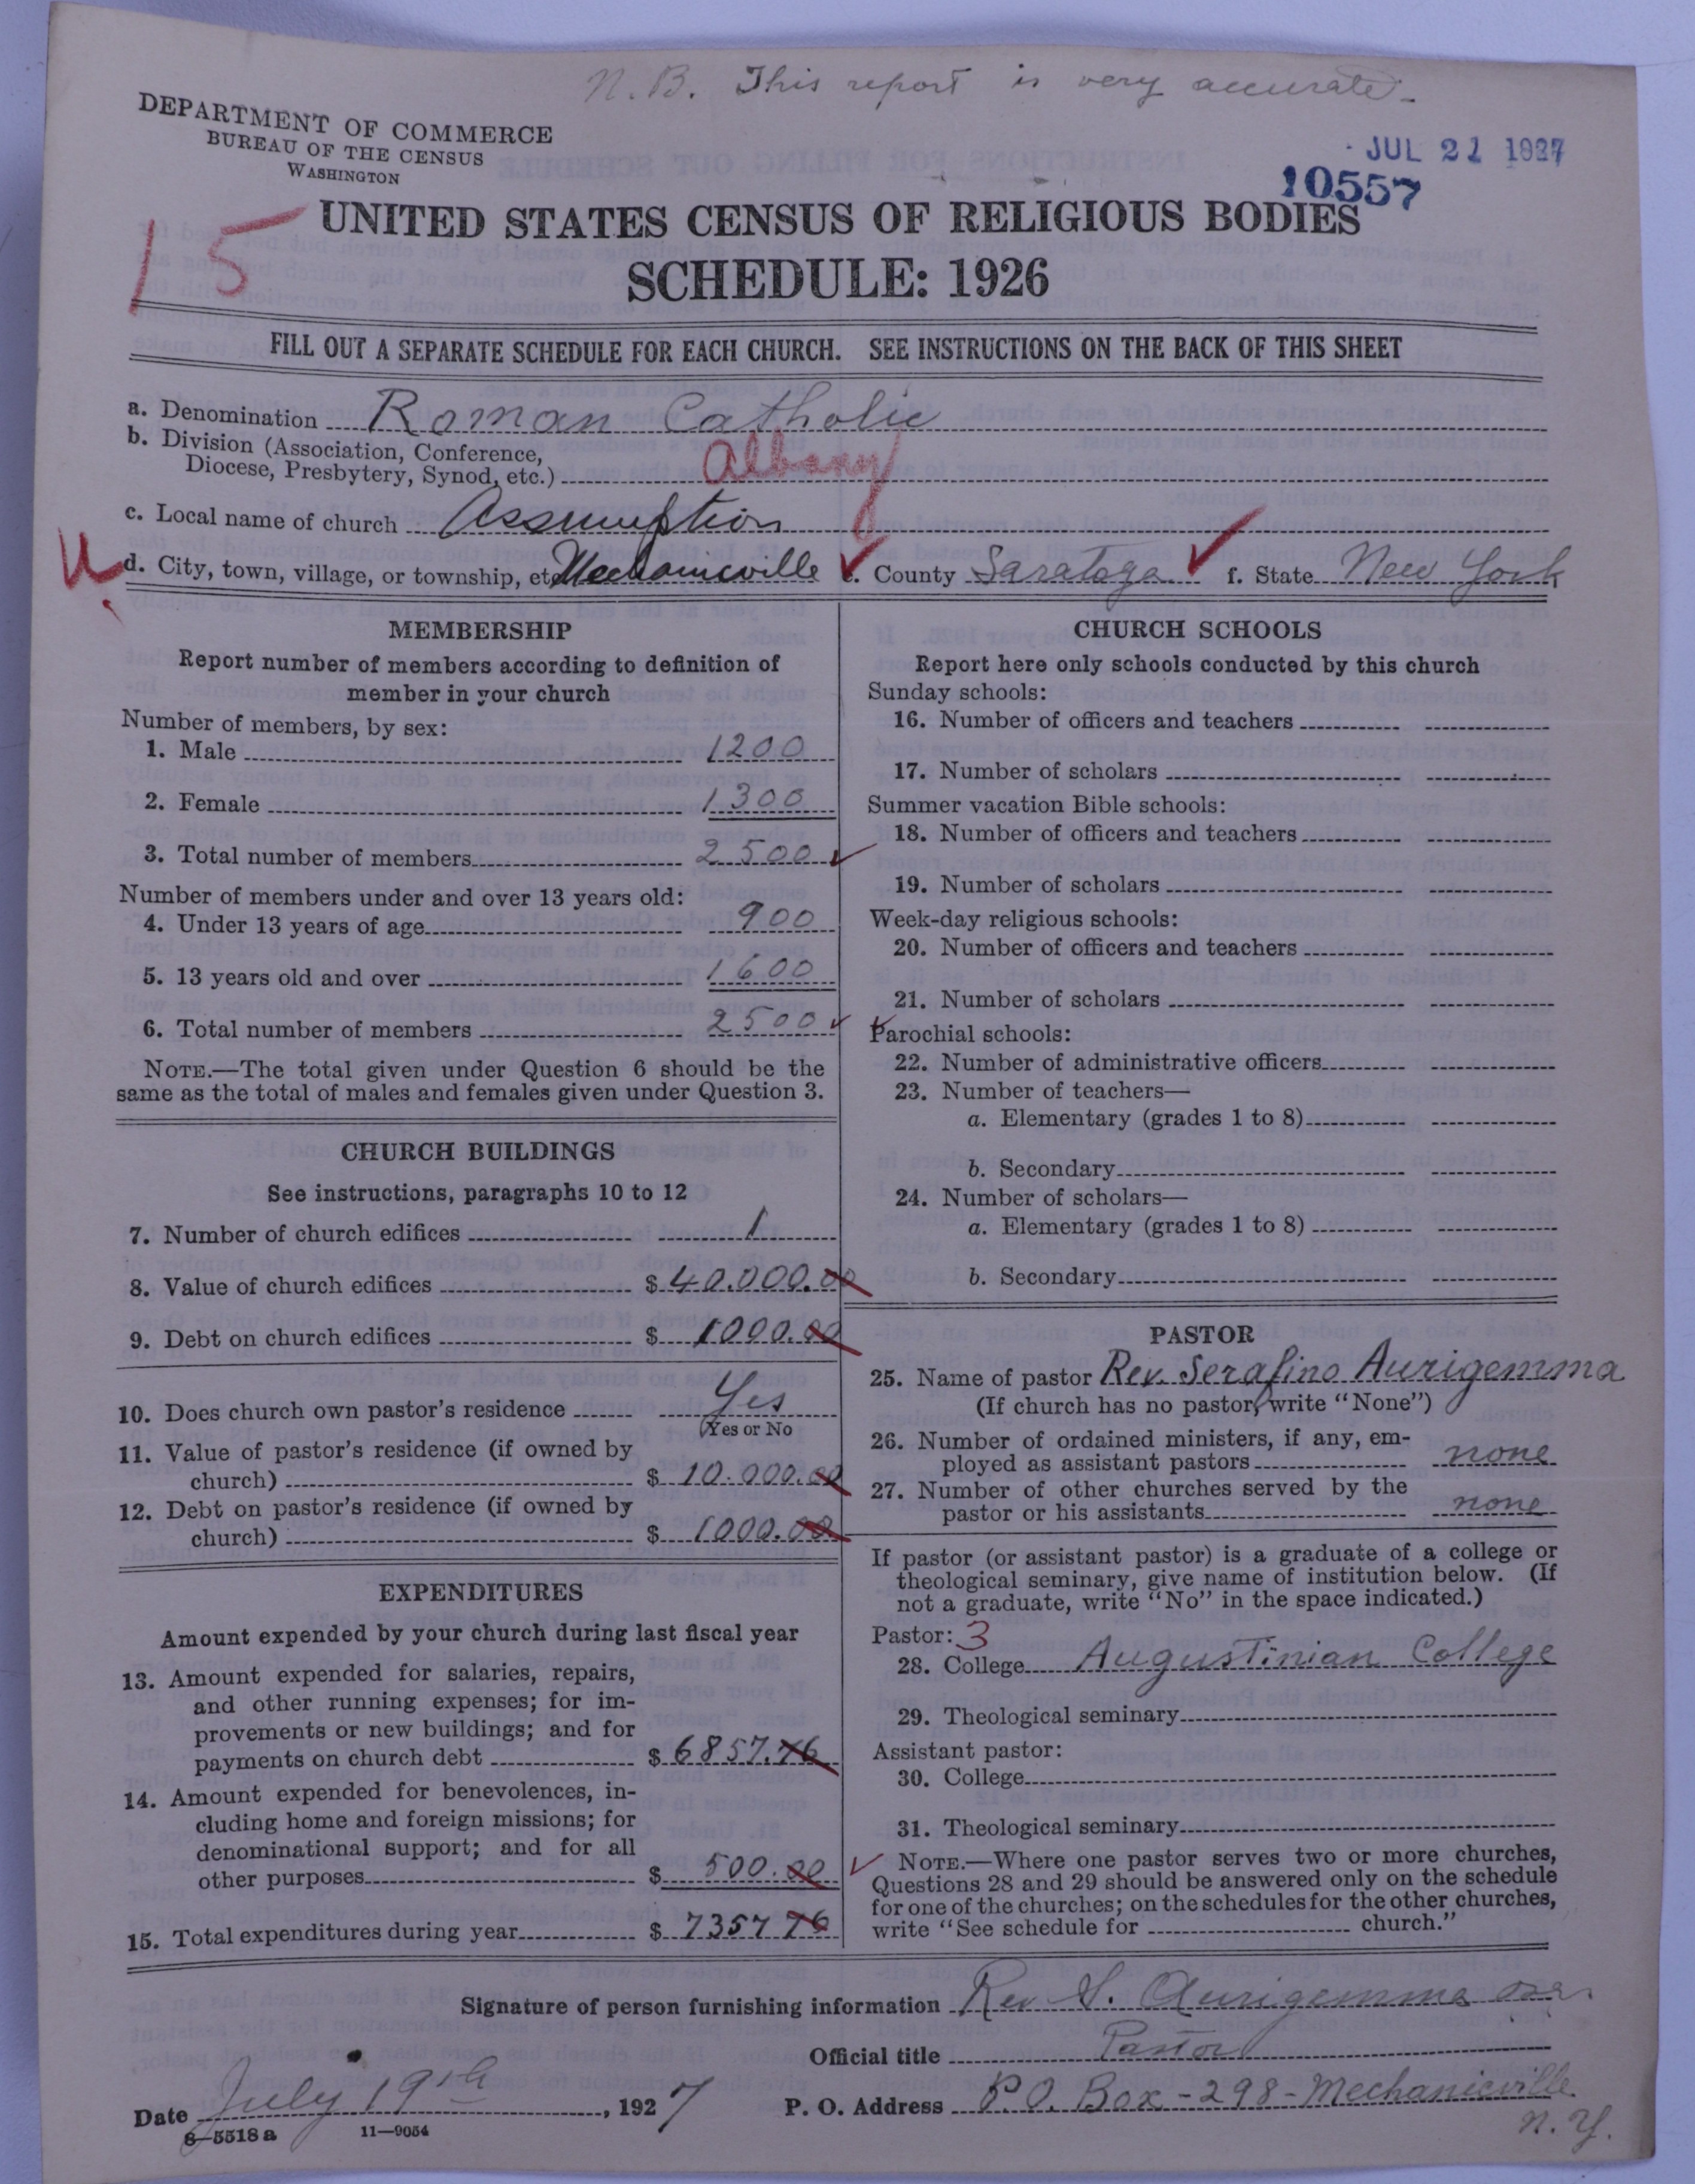 N.B. This report is very accurate.
DEPARTMENT OF COMMERCE
BUREAU OF THE CENSUS
WASHINGTON
JUL 21 1927
10557
15
UNITED STATES CENSUS OF RELIGIOUS BODIES
SCHEDULE: 1926
FILL OUT A SEPARATE SCHEDULE FOR EACH CHURCH. SEE INSTRUCTIONS ON THE BACK OF THIS SHEET
a. Denomination Roman Catholic
b. Division (Association, Conference,
Diocese, Presbytery, Synod, etc.) Albany
c. Local name of church Assumption
d. City, town, village, or township, etc. Mechanicville e. County Saratoga f. State New York
MEMBERSHIP
Report number of members according to definition of
member in your church
Number of members, by sex:
1. Male 1200
2. Female 1300
3. Total number of members 2500
Number of members under and over 13 years old:
4. Under 13 years of age 900
5. 13 years old and over 1600
6. Total number of members 2500
NOTE.—The total given under Question 6 should be the
same as the total of males and females given under Question 3.
CHURCH BUILDINGS
See instructions, paragraphs 10 to 12
7. Number of church edifices 1
8. Value of church edifices $ 40.000.00
9. Debt on church edifices $ 1000.00
10. Does church own pastor's residence Yes
Yes or No
11. Value of pastor's residence (if owned by
church) $ 10.000.00
12. Debt on pastor's residence (if owned by
church) $ 1000.00
EXPENDITURES
Amount expended by your church during last fiscal year
13. Amount expended for salaries, repairs,
and other running expenses; for im-
provements or new buildings; and for
payments on church debt $ 6857.76
14. Amount expended for benevolences, in-
cluding home and foreign missions; for
denominational support; and for all
other purposes $ 500.00
15. Total expenditures during year $ 7357 76
CHURCH SCHOOLS
Report here only schools conducted by this church
Sunday schools:
16. Number of officers and teachers
17. Number of scholars
Summer vacation Bible schools:
18. Number of officers and teachers
19. Number of scholars
Week-day religious schools:
20. Number of officers and teachers
21. Number of scholars
Parochial schools:
22. Number of administrative officers
23. Number of teachers—
a. Elementary (grades 1 to 8)
b. Secondary
24. Number of scholars—
a. Elementary (grades 1 to 8)
b. Secondary
PASTOR
25. Name of pastor Rev. Serafino Aurigemma
(If church has no pastor, write "None")
26. Number of ordained ministers, if any, em-
ployed as assistant pastors none
27. Number of other churches served by the
pastor or his assistants none
If pastor (or assistant pastor) is a graduate of a college or
theological seminary, give name of institution below. (If
not a graduate, write "No" in the space indicated.)
Pastor: 3
28. College Augustinian College
29. Theological seminary
Assistant pastor:
30. College
31. Theological seminary
NOTE.—Where one pastor serves two or more churches,
Questions 28 and 29 should be answered only on the schedule
for one of the churches; on the schedules for the other churches,
write "See schedule for church."
Signature of person furnishing information Rev S. Aurigemma
Official title Pastor
Date July 19th, 1927 P. O. Address P.O. Box - 298 - Mechanicville
N.Y.
8—5518 a 11—9054